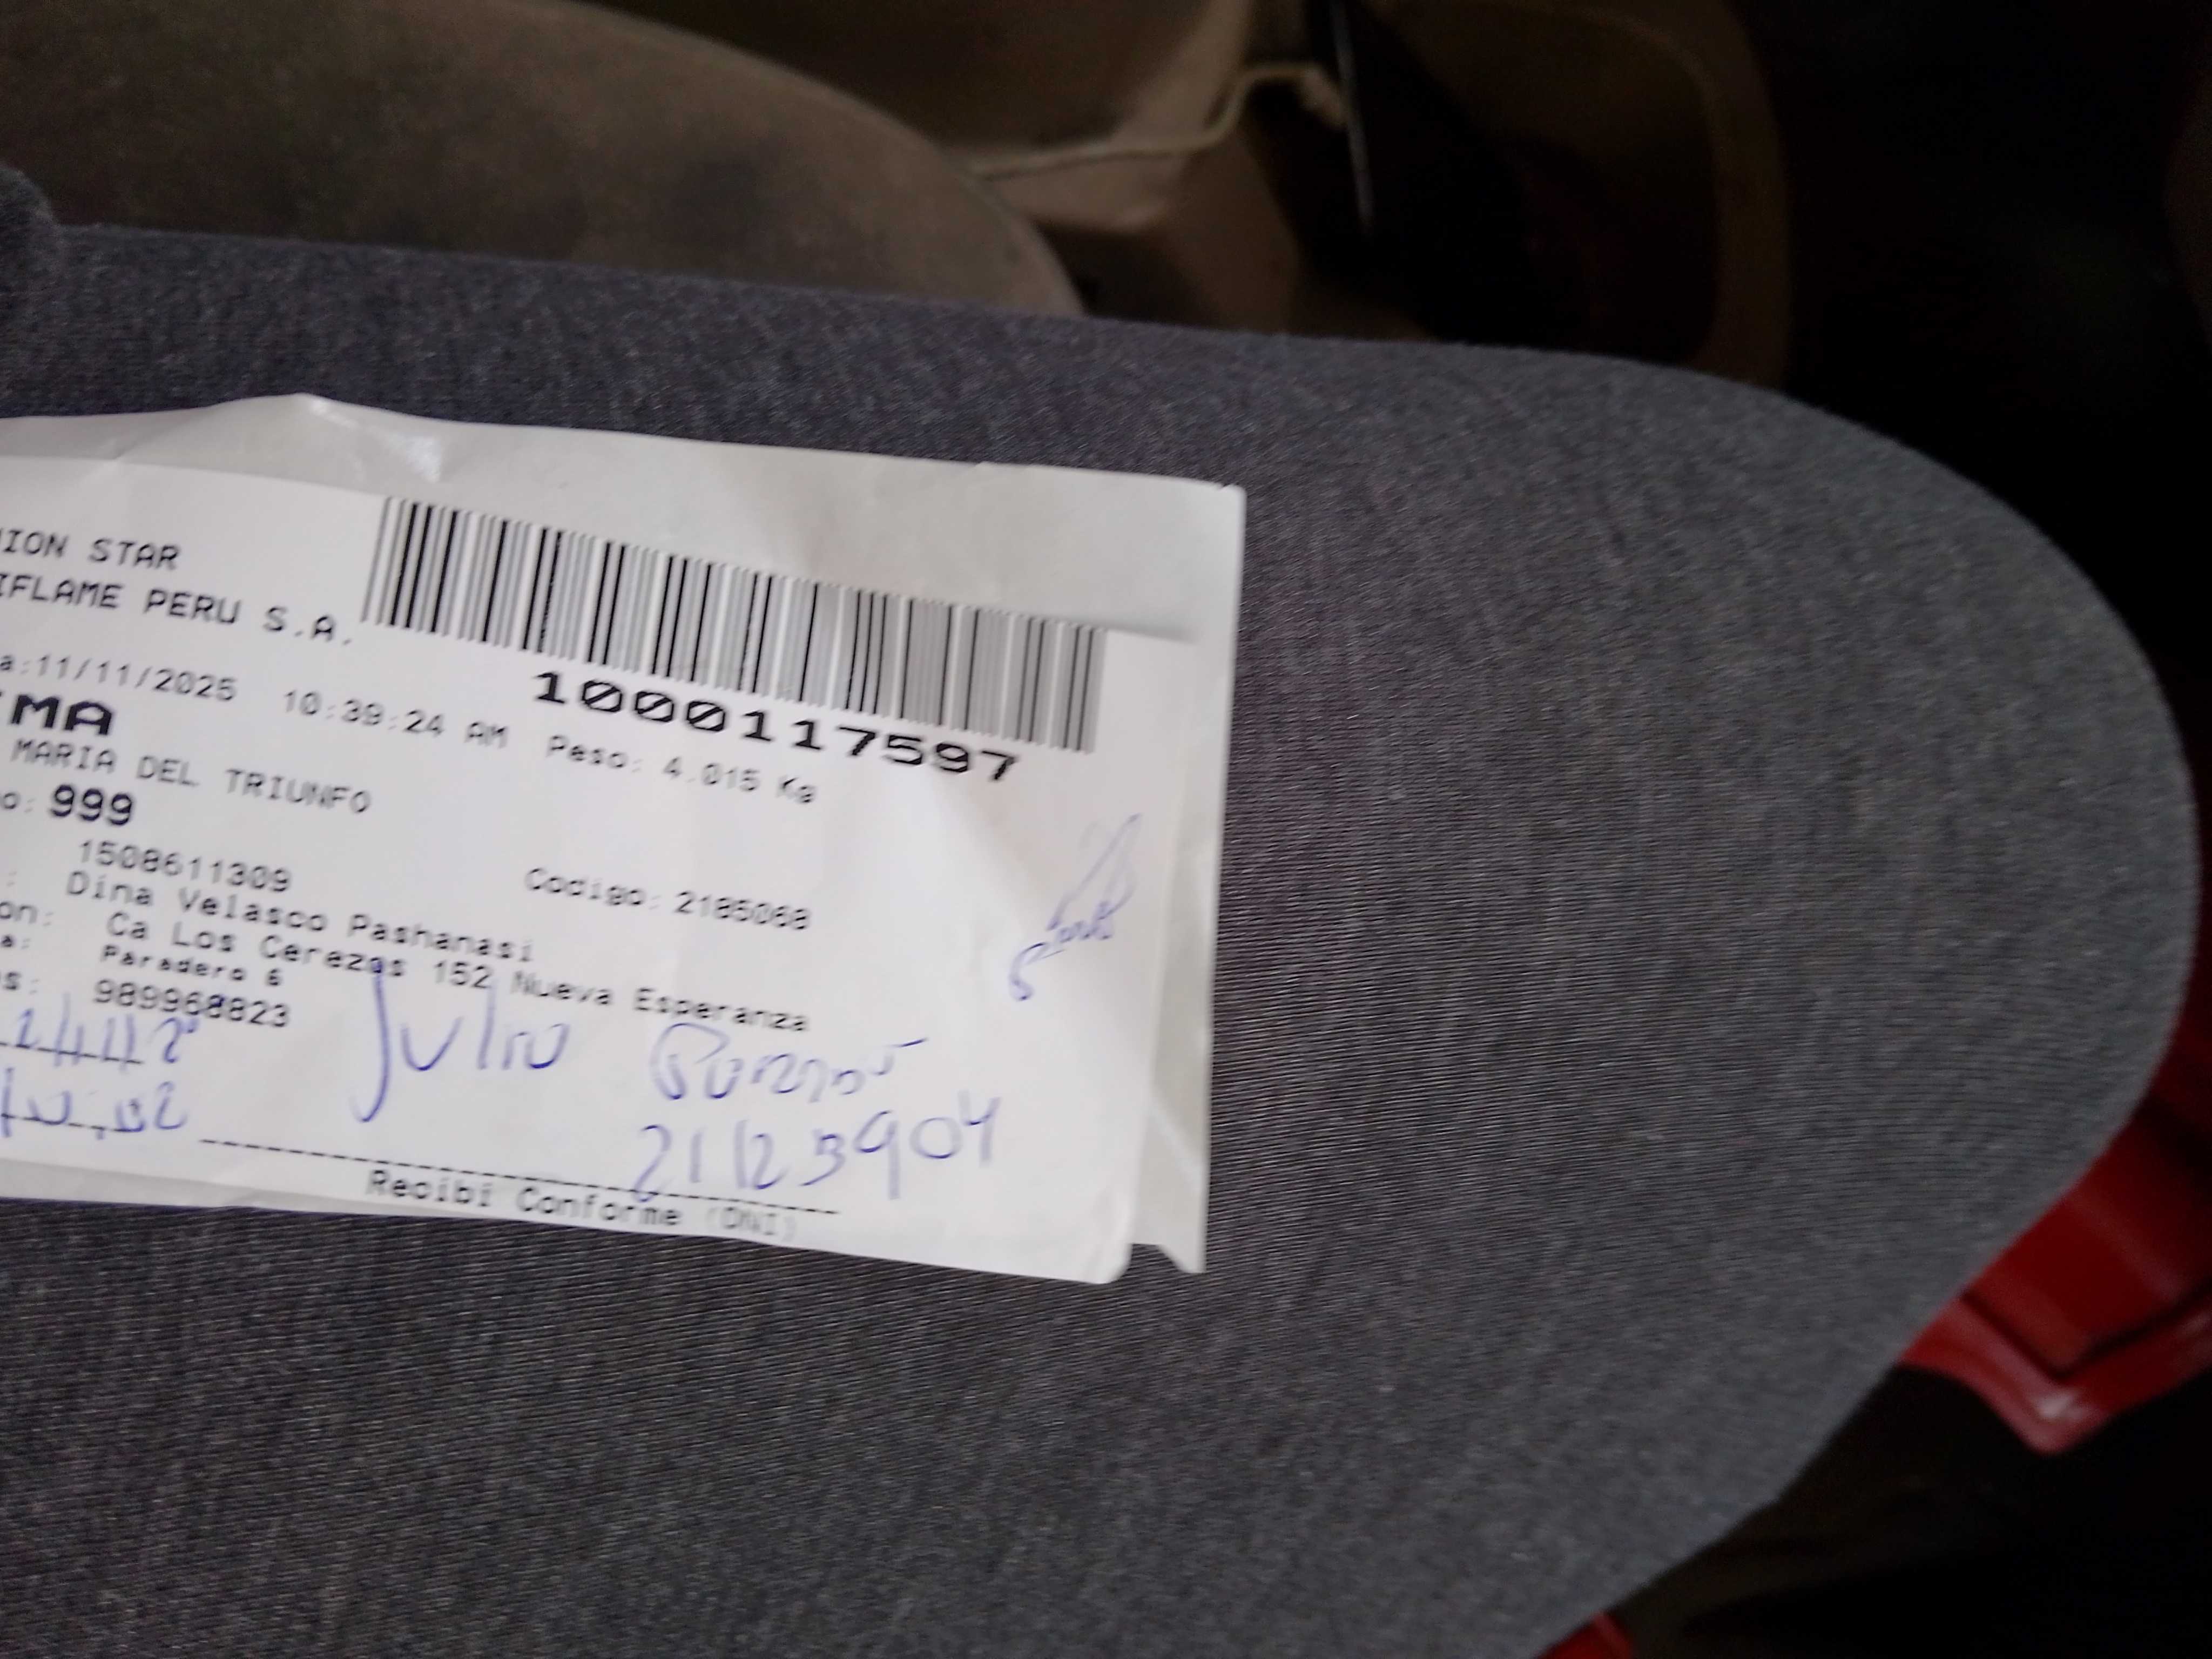 ION STAR
IFLAME PERU S.A.
1000117597
a:11/11/2025 10:39:24 AM Peso: 4.015 Kg
MA
MARIA DEL TRIUNFO
o: 999
1508611309 Codigo: 2185068
: Dina Velasco Pashanasi
on: Ca Los Cerezos 152 Nueva Esperanza
a: Paradero 6
s: 989968823
Julio
21123904
Recibi Conforme (DNI)